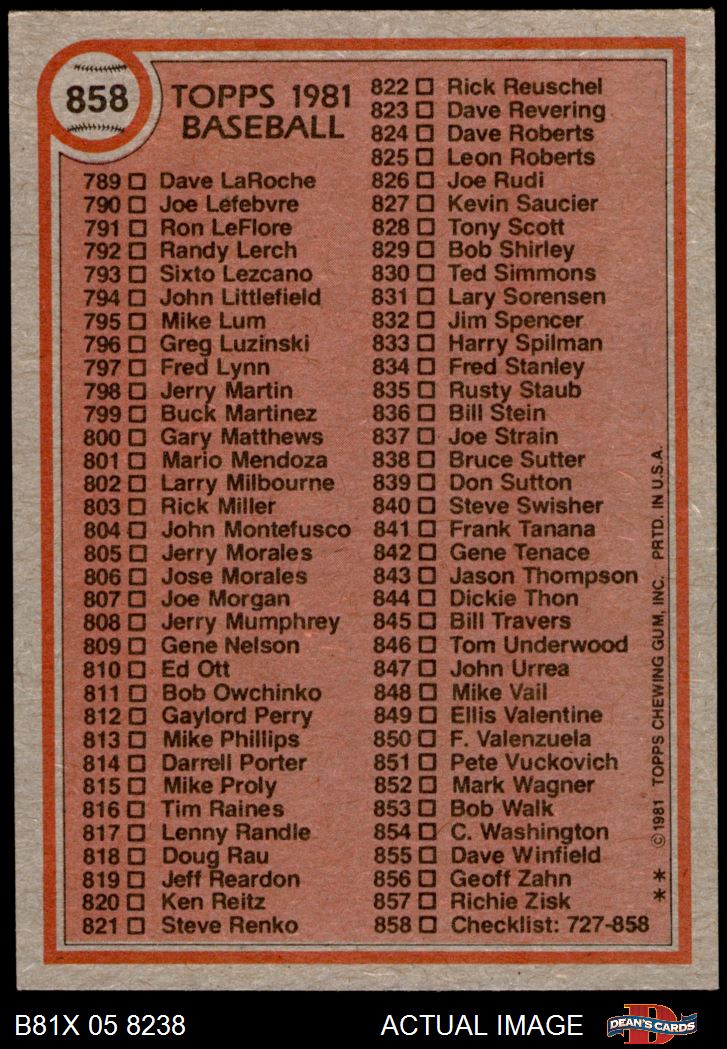 858
TOPPS 1981
BASEBALL
789 Dave LaRoche
790 Joe Lefebvre
791 Ron LeFlore
792 Randy Lerch
793 Sixto Lezcano
794 John Littlefield
795 Mike Lum
796 Greg Luzinski
797 Fred Lynn
798 Jerry Martin
799 Buck Martinez
800 Gary Matthews
801 Mario Mendoza
802 Larry Milbourne
803 Rick Miller
804 John Montefusco
805 Jerry Morales
806 Jose Morales
807 Joe Morgan
808 Jerry Mumphrey
809 Gene Nelson
810 Ed Ott
811 Bob Owchinko
812 Gaylord Perry
813 Mike Phillips
814 Darrell Porter
815 Mike Proly
816 Tim Raines
817 Lenny Randle
818 Doug Rau
819 Jeff Reardon
820 Ken Reitz
821 Steve Renko
822 Rick Reuschel
823 Dave Revering
824 Dave Roberts
825 Leon Roberts
826 Joe Rudi
827 Kevin Saucier
828 Tony Scott
829 Bob Shirley
830 Ted Simmons
831 Lary Sorensen
832 Jim Spencer
833 Harry Spilman
834 Fred Stanley
835 Rusty Staub
836 Bill Stein
837 Joe Strain
838 Bruce Sutter
839 Don Sutton
840 Steve Swisher
841 Frank Tanana
842 Gene Tenace
843 Jason Thompson
844 Dickie Thon
845 Bill Travers
846 Tom Underwood
847 John Urrea
848 Mike Vail
849 Ellis Valentine
850 F. Valenzuela
851 Pete Vuckovich
852 Mark Wagner
853 Bob Walk
854 C. Washington
855 Dave Winfield
856 Geoff Zahn
857 Richie Zisk
858 Checklist: 727-858
**©1981 TOPPS CHEWING GUM, INC. PRTD. IN U.S.A.
B81X 05 8238
ACTUAL IMAGE
D
DEAN'S CARDS